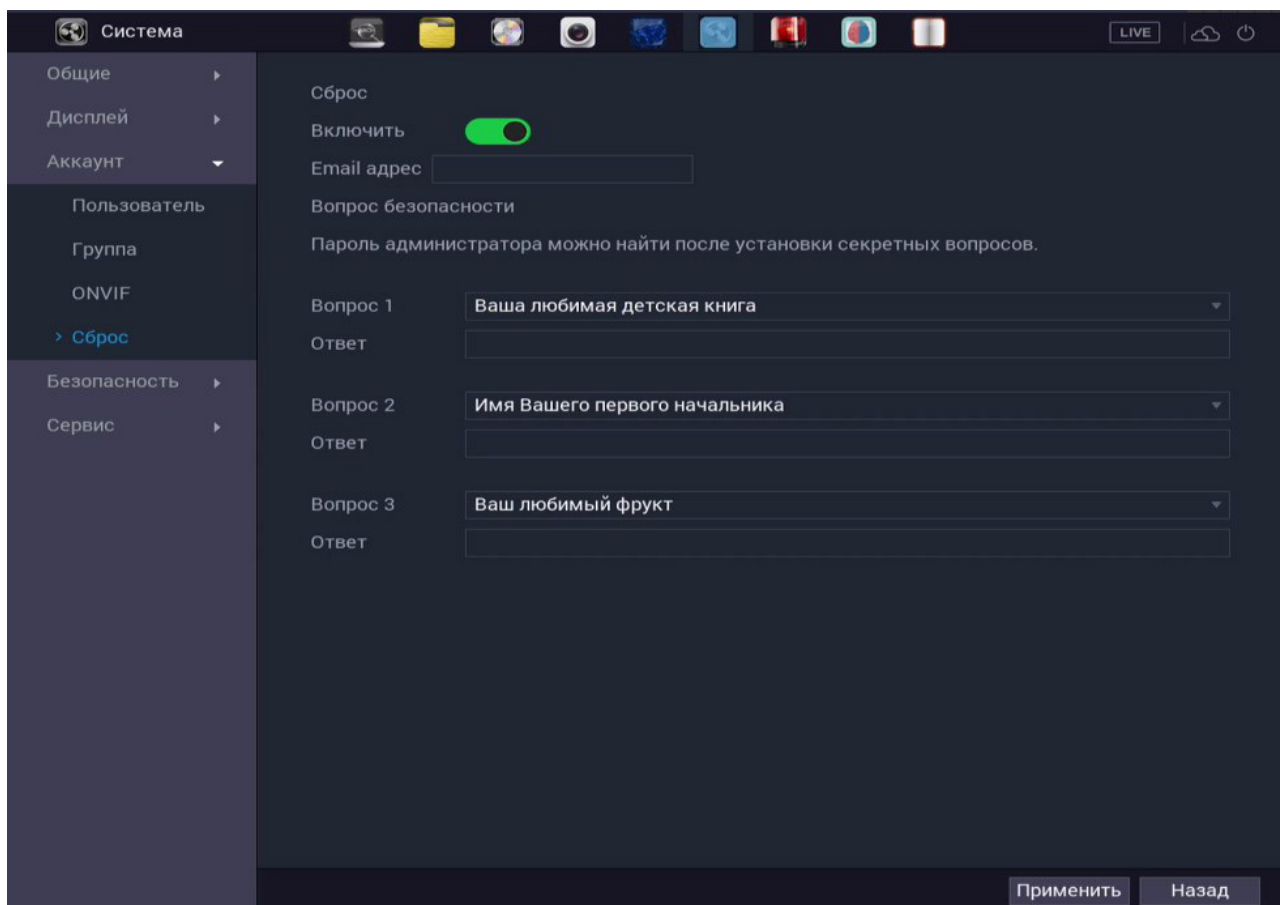 Система
LIVE
Общие
Дисплей
Аккаунт
Пользователь
Группа
ONVIF
> Сброс
Безопасность
Сервис
Сброс
Включить
Email адрес
Вопрос безопасности
Пароль администратора можно найти после установки секретных вопросов.
Вопрос 1 Ваша любимая детская книга
Ответ
Вопрос 2 Имя Вашего первого начальника
Ответ
Вопрос 3 Ваш любимый фрукт
Ответ
Применить Назад